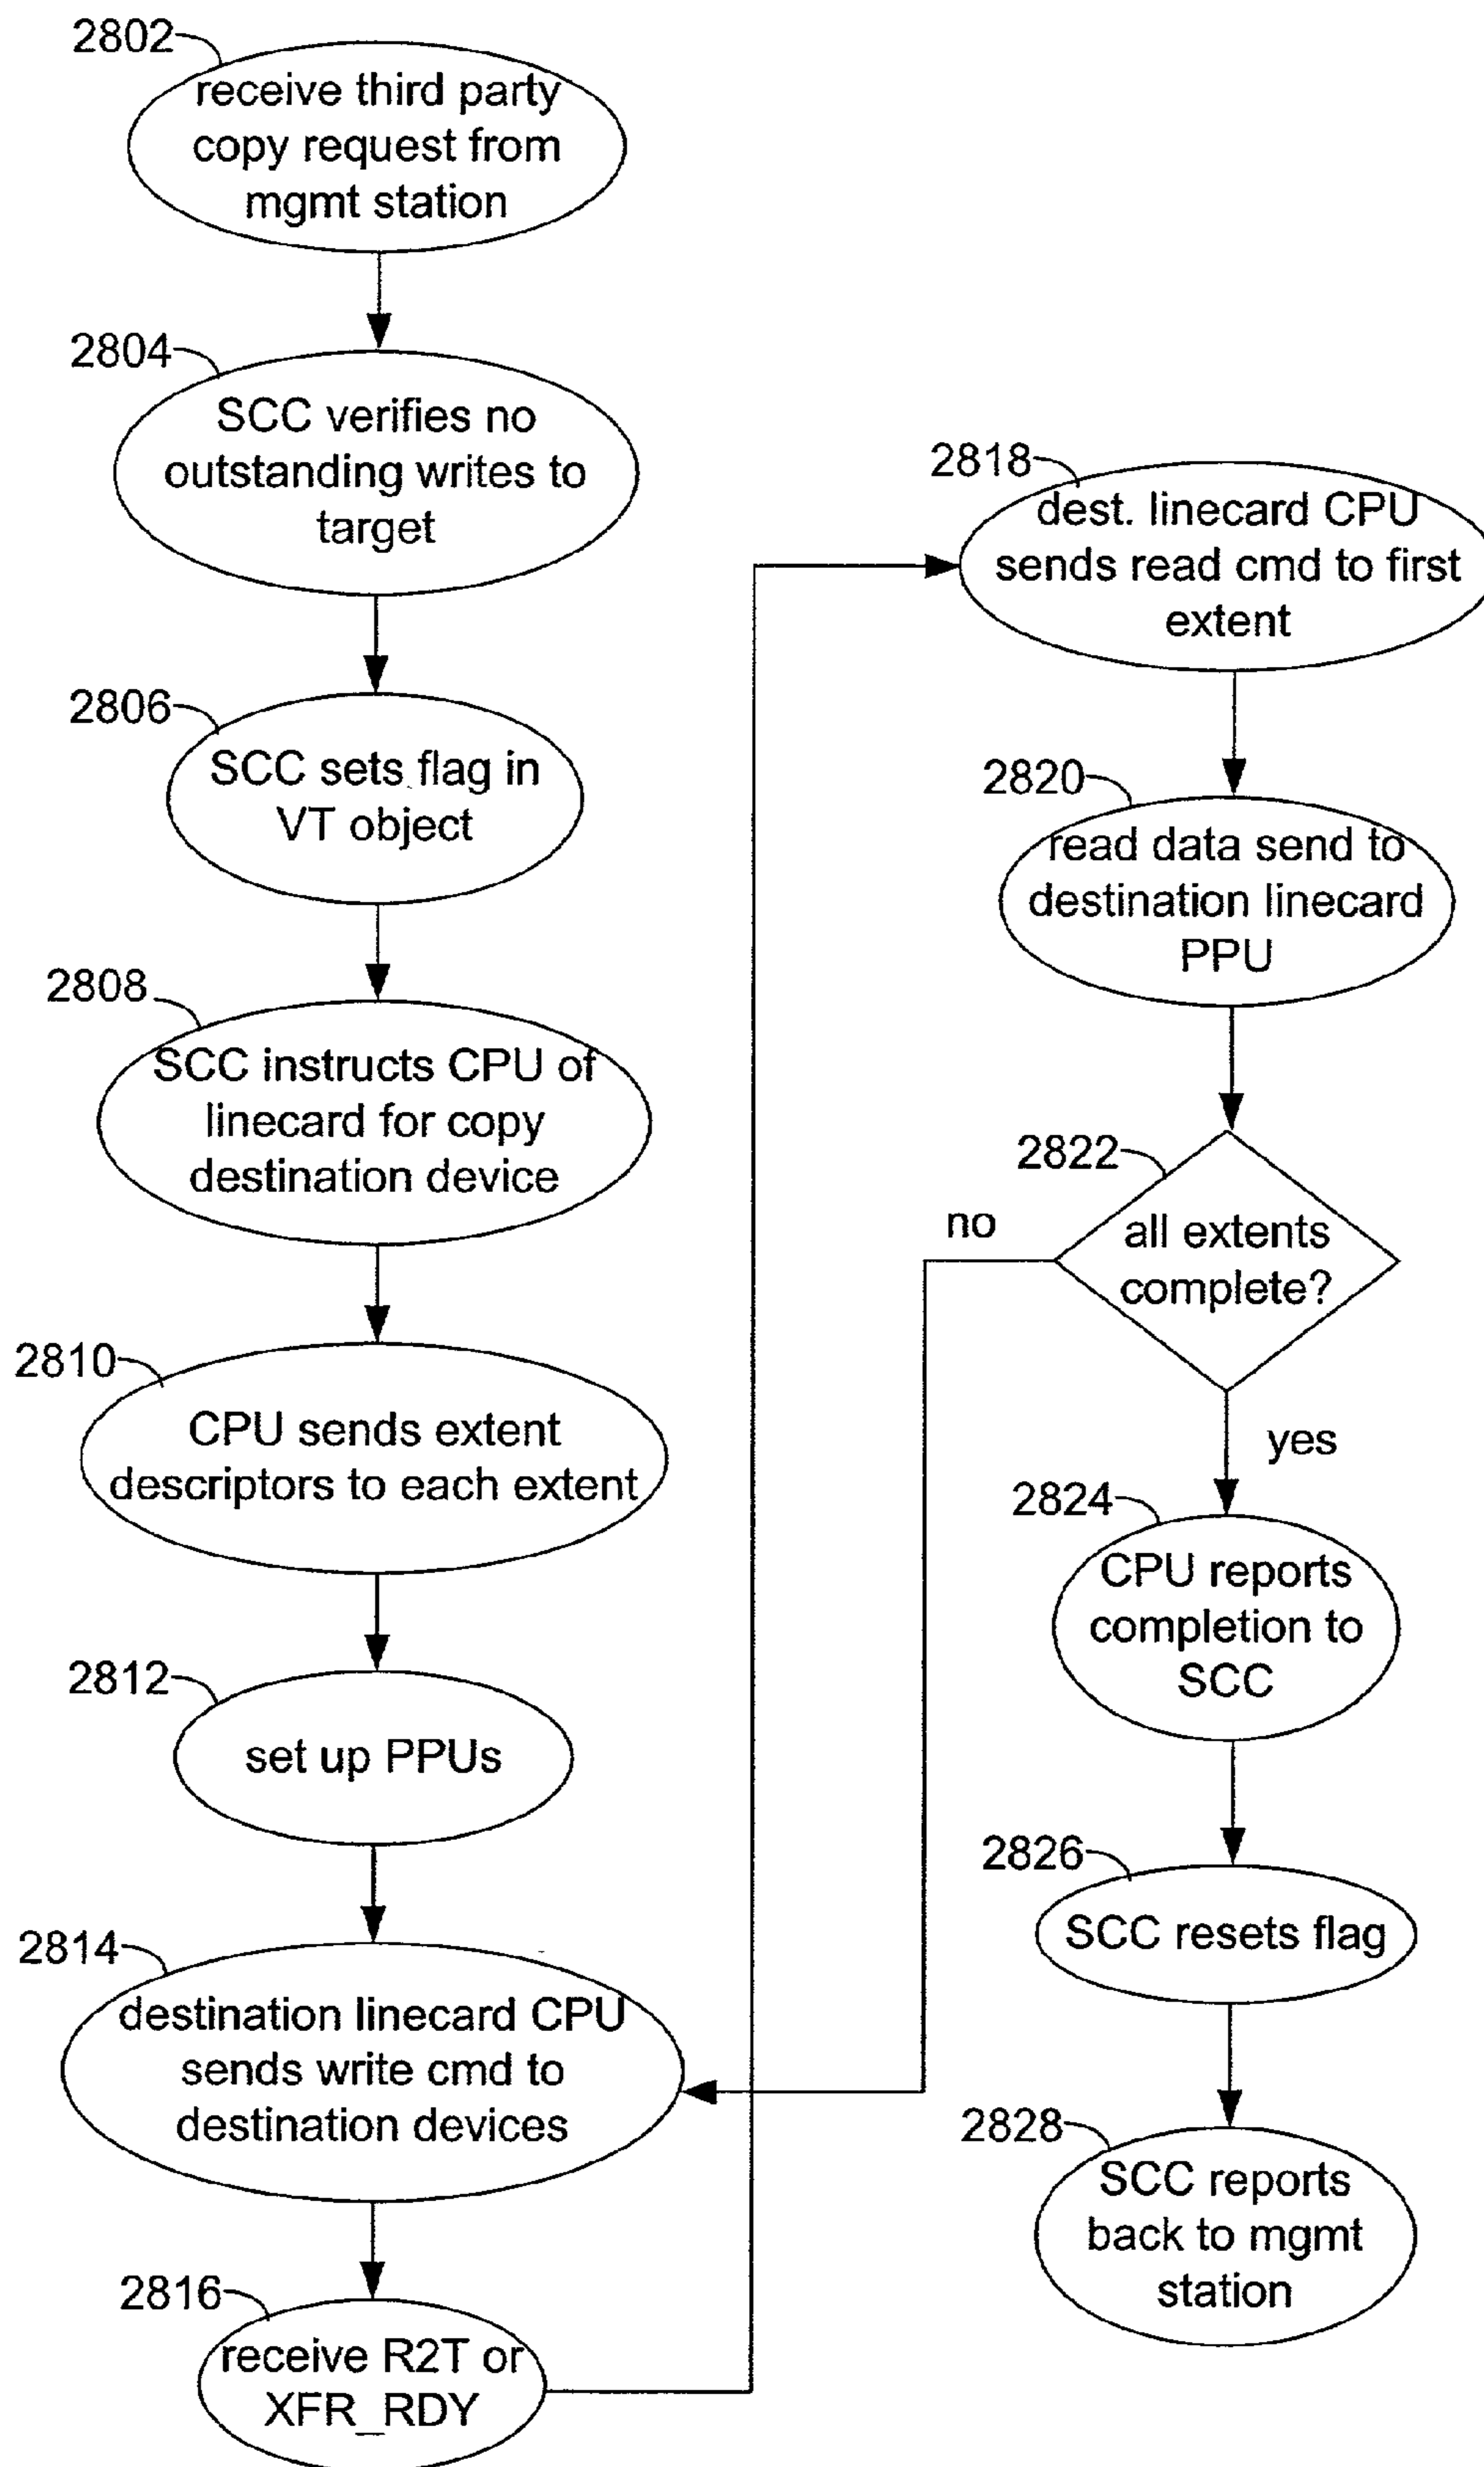 2802
receive third party
copy request from
mgmt station
2804
SCC verifies no
outstanding writes to
target
2806
SCC sets flag in
VT object
2808
SCC instructs CPU of
linecard for copy
destination device
2810
CPU sends extent
descriptors to each extent
2812
set up PPUs
2814
destination linecard CPU
sends write cmd to
destination devices
2816
receive R2T or
XFR_RDY
2818
dest. linecard CPU
sends read cmd to first
extent
2820
read data send to
destination linecard
PPU
2822
all extents
complete?
no
yes
2824
CPU reports
completion to
SCC
2826
SCC resets flag
2828
SCC reports
back to mgmt
station